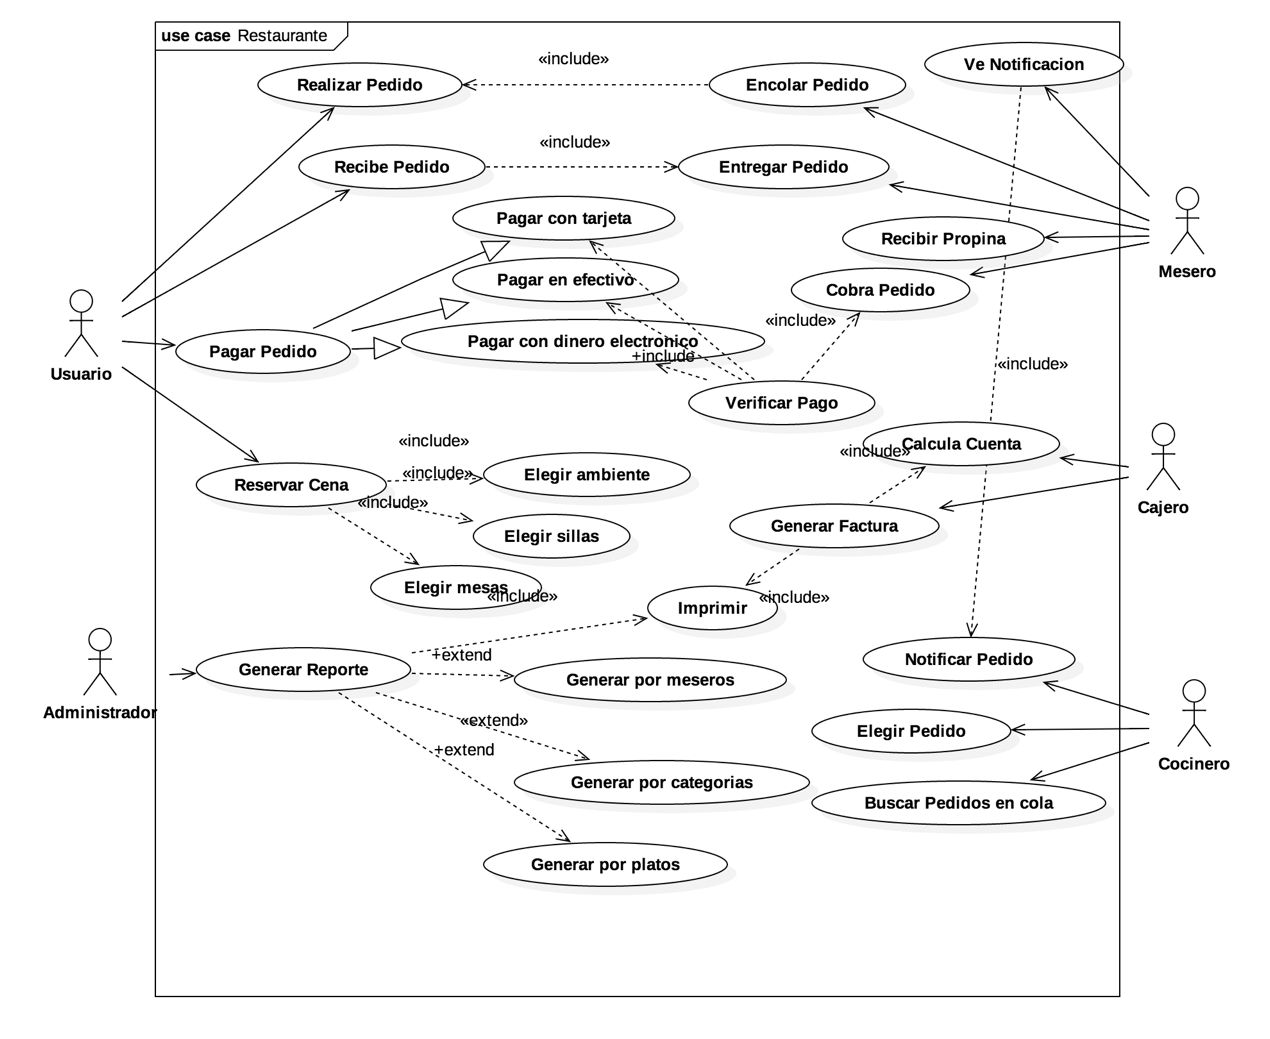 use case Restaurante
Realizar Pedido
«include»
Encolar Pedido
Ve Notificacion
Recibe Pedido
«include»
Entregar Pedido
Pagar con tarjeta
Recibir Propina
Mesero
Pagar en efectivo
Cobra Pedido
«include»
Pagar con dinero electronico
Pagar Pedido
+include
«include»
Usuario
Verificar Pago
«include»
Calcula Cuenta
«include»
Reservar Cena
«include»
Elegir ambiente
«include»
Cajero
Elegir sillas
Generar Factura
Elegir mesas
«include»
Imprimir
«include»
Administrador
Generar Reporte
+extend
Generar por meseros
Notificar Pedido
«extend»
Elegir Pedido
+extend
Cocinero
Generar por categorias
Buscar Pedidos en cola
Generar por platos